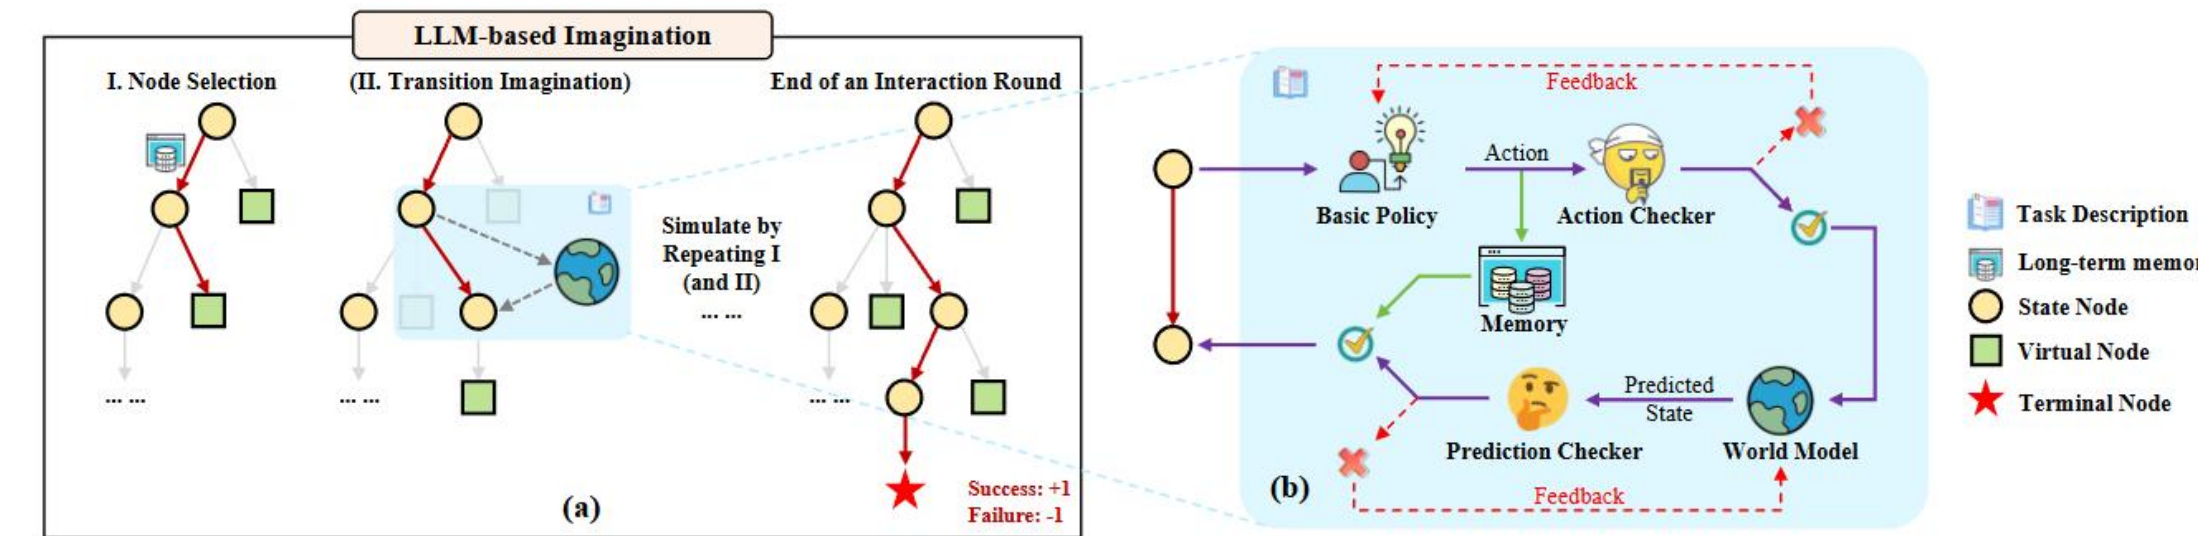 LLM-based Imagination
I. Node Selection
(II. Transition Imagination)
End of an Interaction Round
Simulate by
Repeating I
(and II)
... ...
... ...
... ...
... ...
Success: +1
Failure: -1
(a)
Feedback
Action
Basic Policy
Action Checker
Memory
Predicted
State
Prediction Checker
World Model
(b)
Feedback
Task Description
Long-term memor
State Node
Virtual Node
Terminal Node